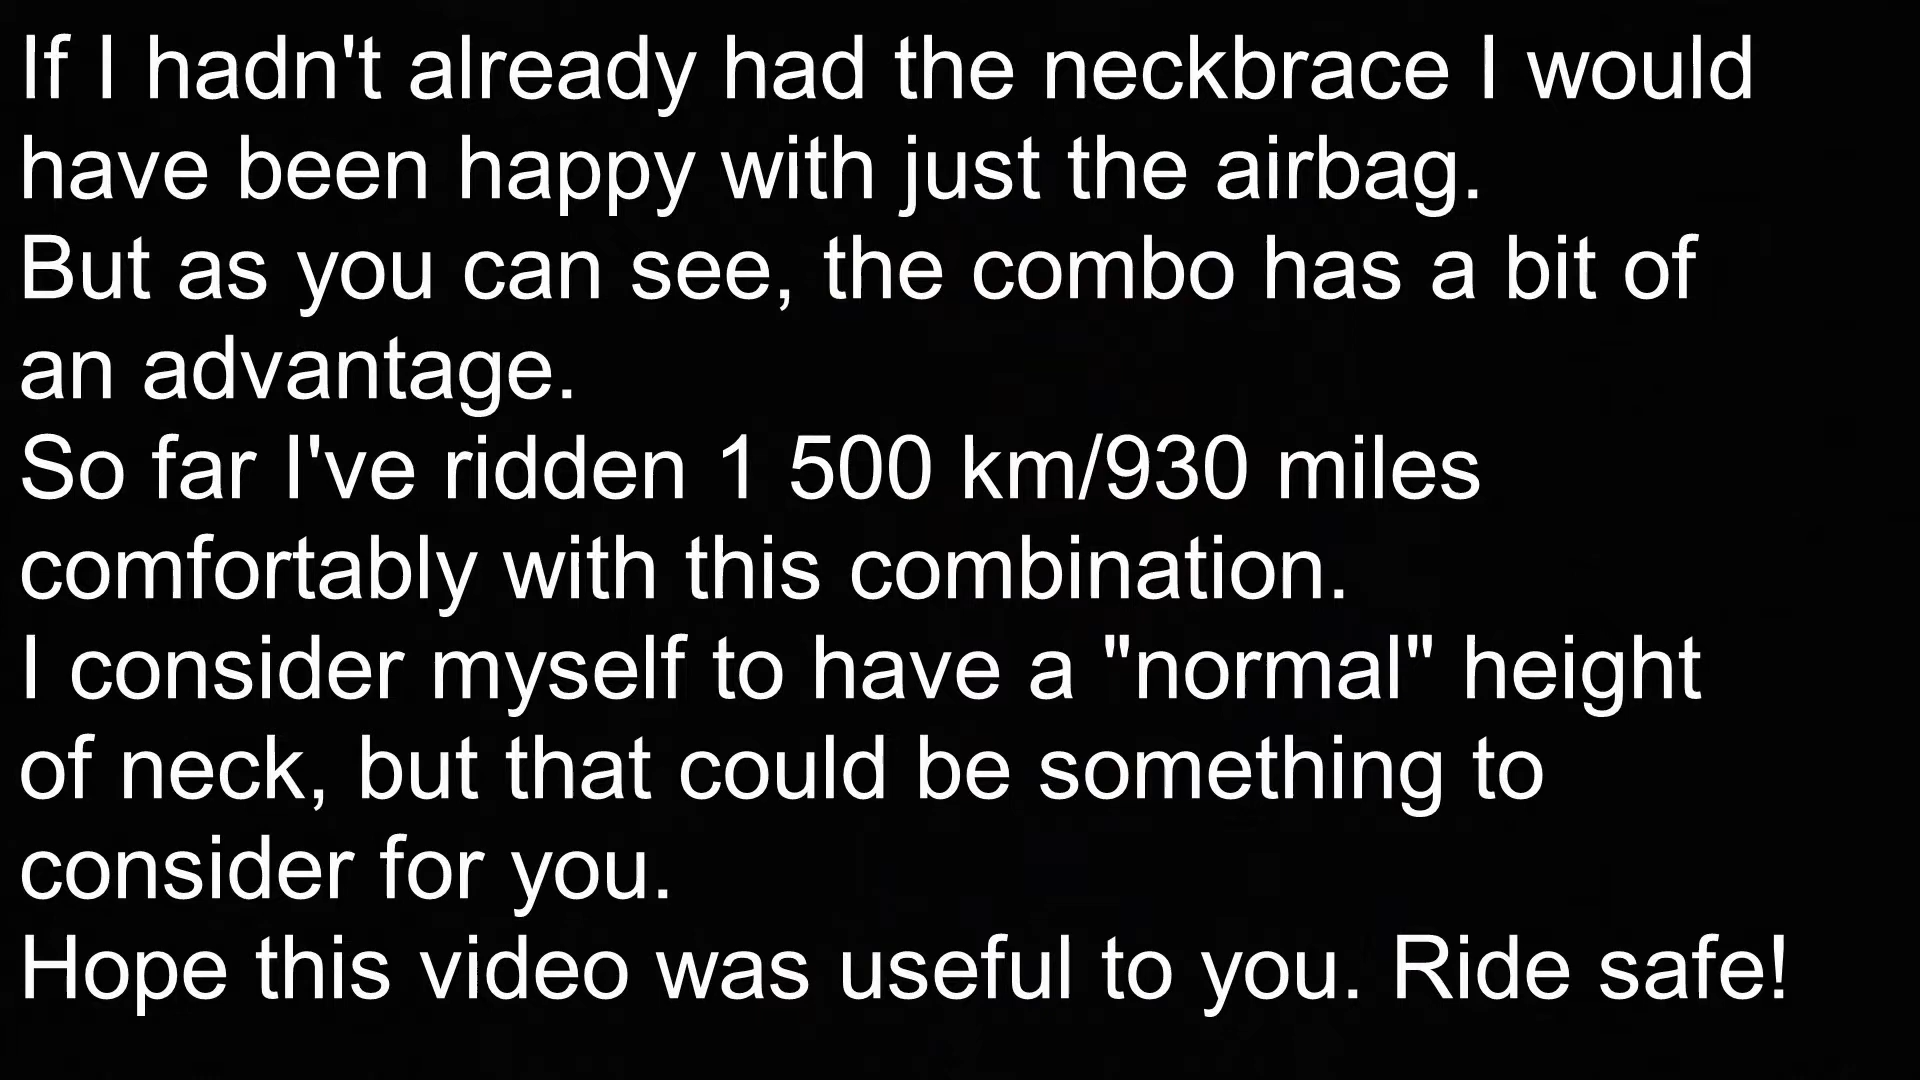 If I hadn't already had the neckbrace I would
have been happy with just the airbag.
But as you can see, the combo has a bit of
an advantage.
So far I've ridden 1 500 km/930 miles
comfortably with this combination.
I consider myself to have a "normal" height
of neck, but that could be something to
consider for you.
Hope this video was useful to you. Ride safe!